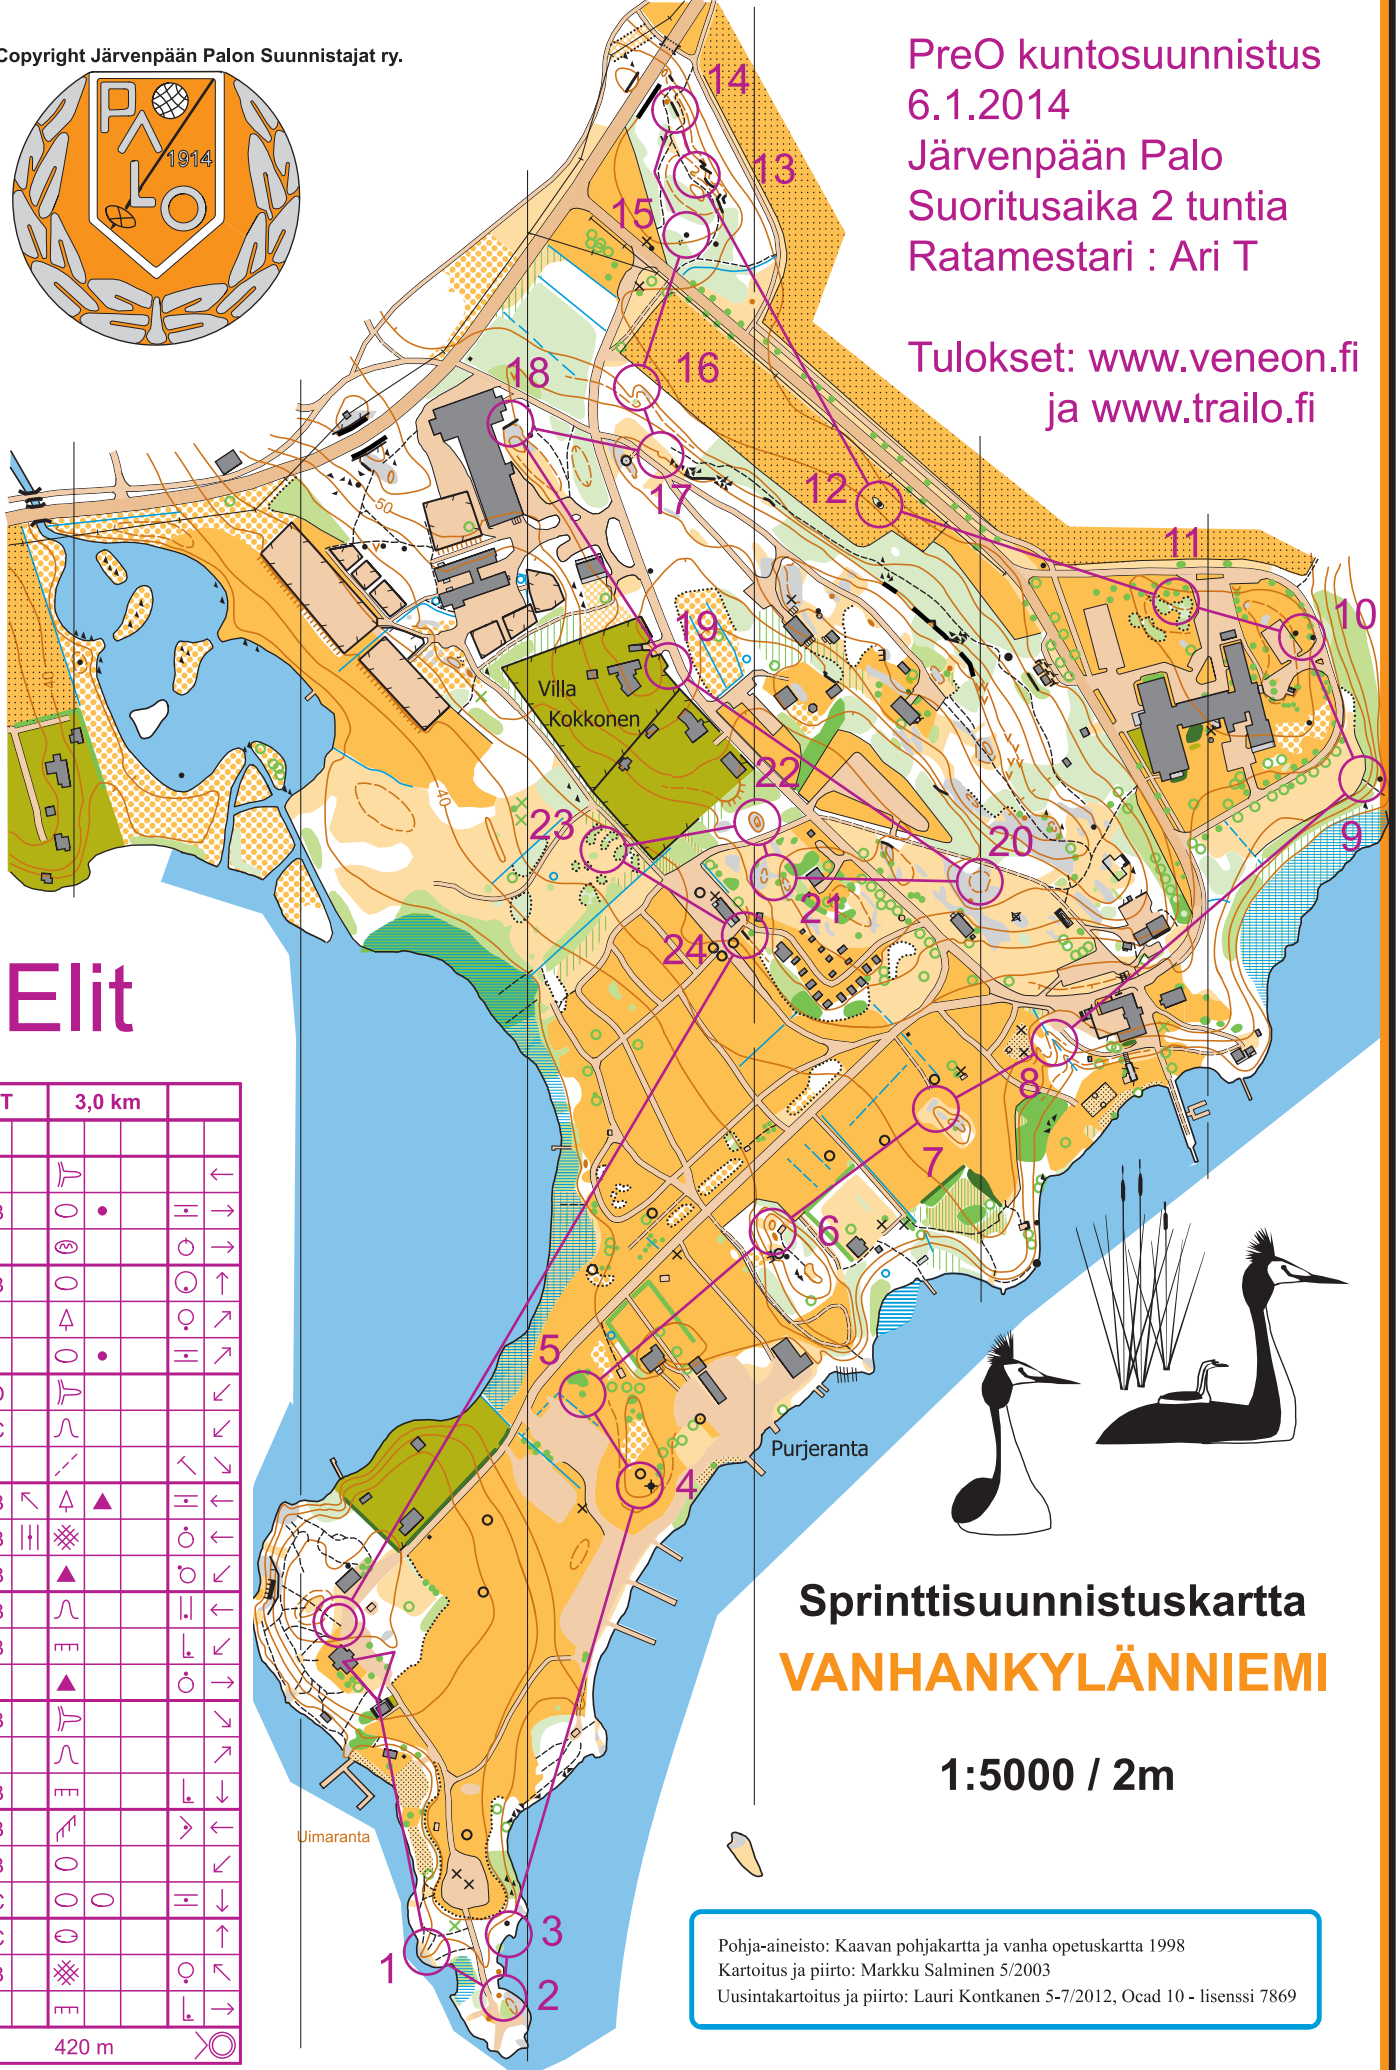 Copyright Järvenpään Palon Suunnistajat ry.
PALO
1914
PreO kuntosuunnistus
6.1.2014
Järvenpään Palo
Suoritusaika 2 tuntia
Ratamestari : Ari T
Tulokset: www.veneon.fi
ja www.trailo.fi
14
13
15
16
18
17
12
11
10
50
19
Villa
Kokkonen
40
40
22
23
20
9
21
24
Elit
8
7
6
5
4
T 3,0 km
Purjeranta
Sprinttisuunnistuskartta
VANHANKYLÄNNIEMI
1:5000 / 2m
Uimaranta
3
1
2
420 m
Pohja-aineisto: Kaavan pohjakartta ja vanha opetuskartta 1998
Kartoitus ja piirto: Markku Salminen 5/2003
Uusintakartoitus ja piirto: Lauri Kontkanen 5-7/2012, Ocad 10 - lisenssi 7869